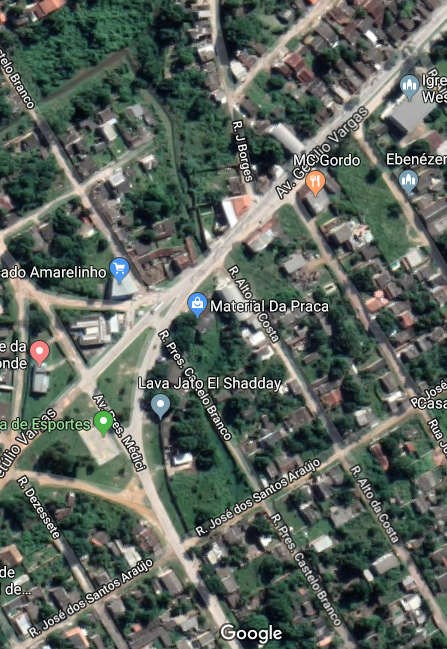 Castelo Branco
R. J Borges
Av. Getúlio Vargas
Igre
Wes
MC Gordo
Ebenézer
ado Amarelinho
Material Da Praca
R. Alto da Costa
e da
onde
R. Pres. Castelo Branco
Lava Jato El Shadday
Av. Pres. Médici
a de Esportes
etúlio Vargas
R. José
Casa
Rua Jo
R. Dezessete
R. José dos Santos Araújo
R. Alto da Costa
R. Pres. Castelo Branco
de
de...
R. José dos Santos Araújo
Google